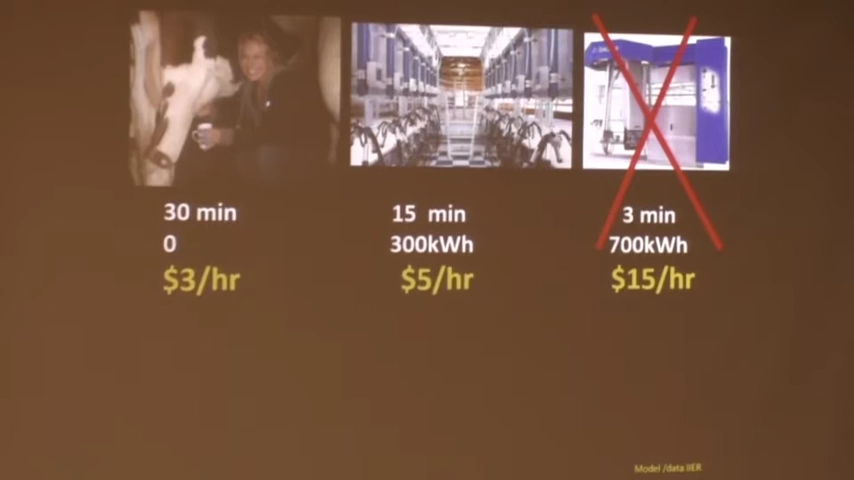 30 min
15 min
3 min
0
300kWh
700kWh
$3/hr
$5/hr
$15/hr
Model /data IIER